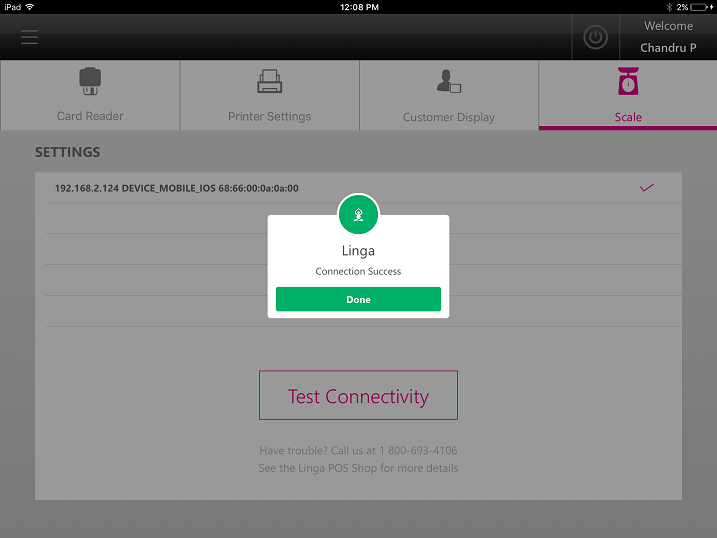 iPad
12:08 PM
2%
Welcome
Chandru P
Card Reader
Printer Settings
Customer Display
Scale
SETTINGS
192.168.2.124 DEVICE_MOBILE_IOS 68:66:00:0a:0a:00
Linga
Connection Success
Done
Test Connectivity
Have trouble? Call us at 1 800-693-4106
See the Linga POS Shop for more details